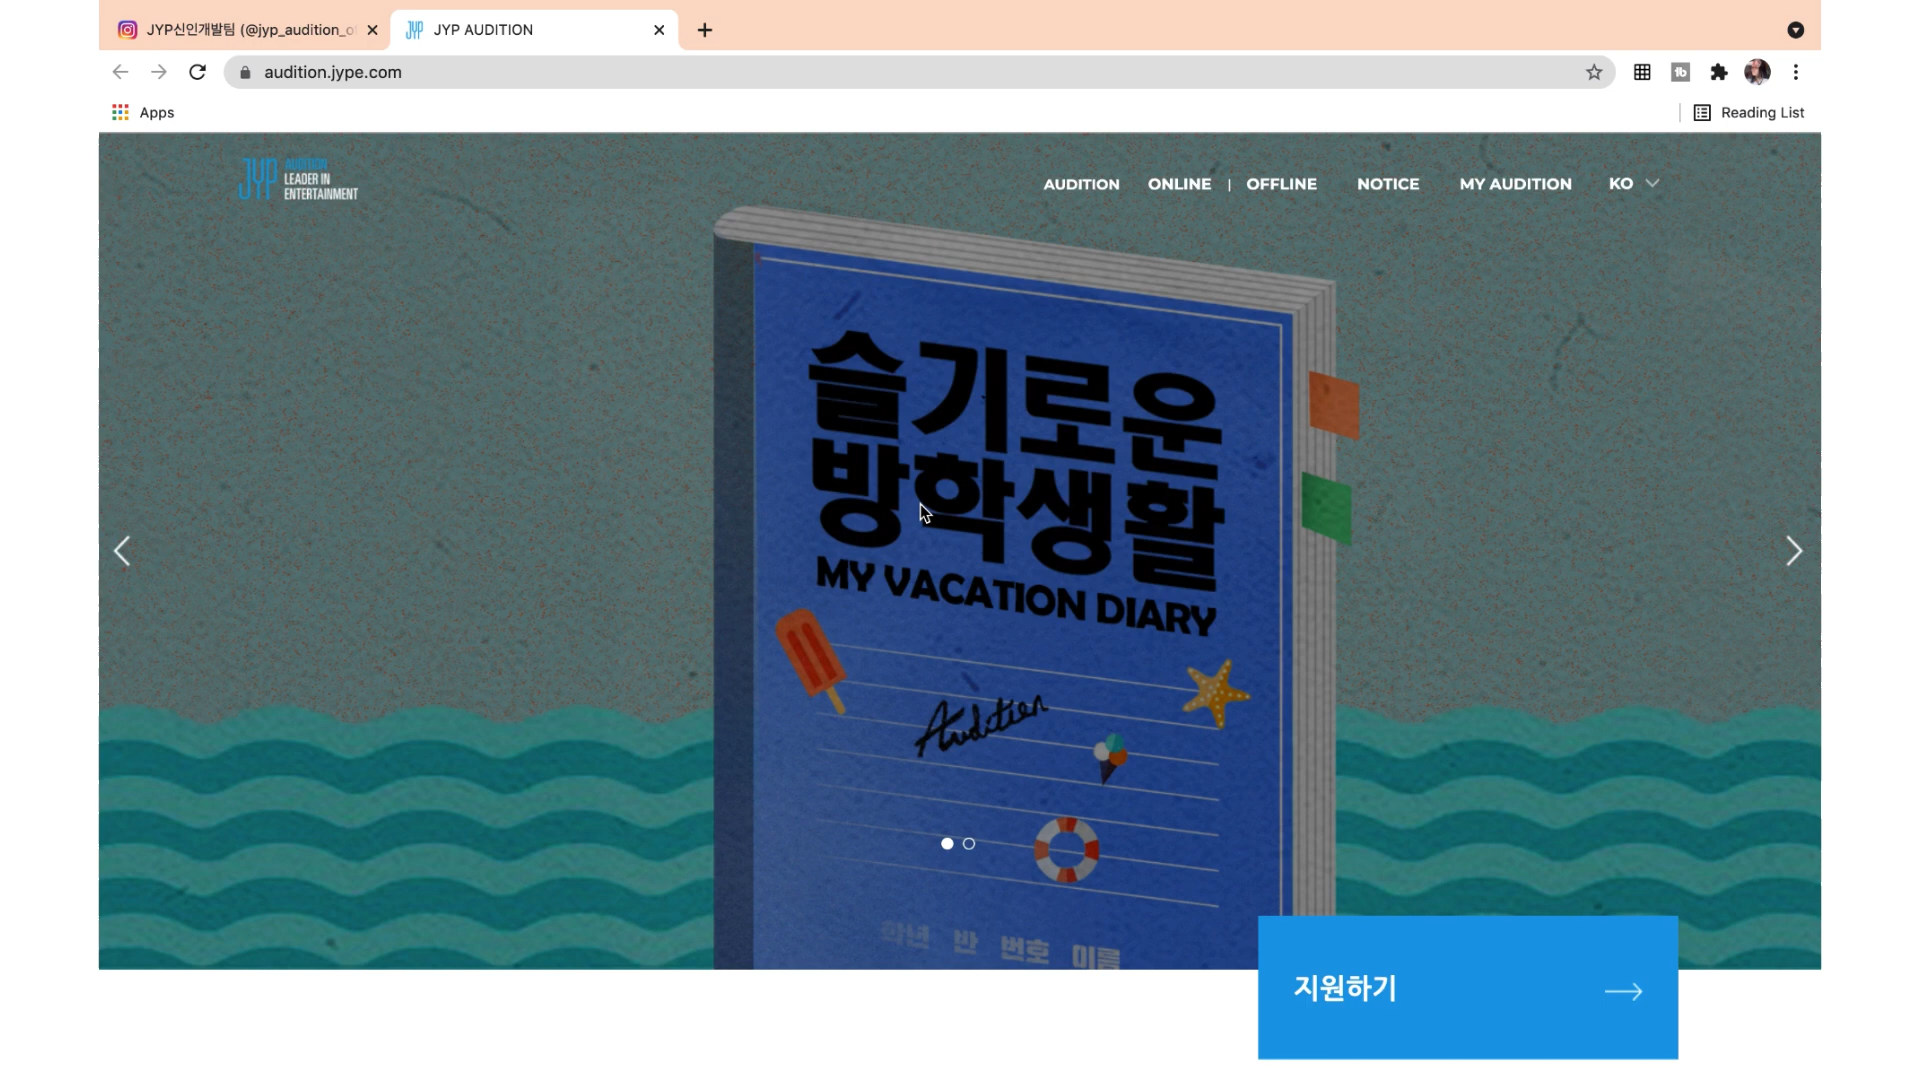 JYP신인개발팀 (@jyp_audition_o
JYP AUDITION
audition.jype.com
Apps
Reading List
JYP AUDITION
LEADER IN
ENTERTAINMENT
AUDITION ONLINE | OFFLINE NOTICE MY AUDITION KO
슬기로운
방학생활
MY VACATION DIARY
Audition
학년 반 번호 이름
지원하기